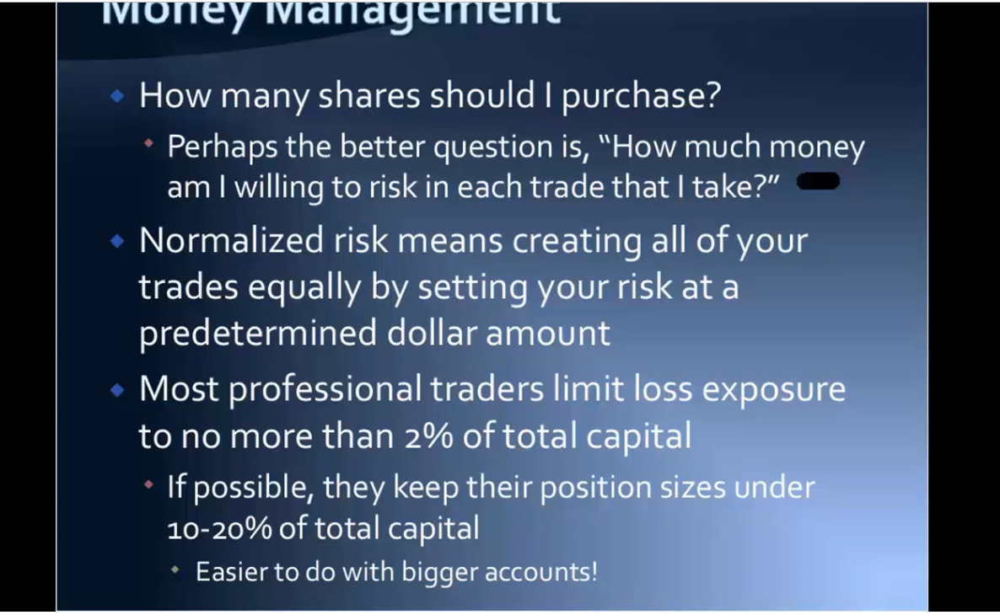 Money Management
How many shares should I purchase?
Perhaps the better question is, “How much money
am I willing to risk in each trade that I take?”
Normalized risk means creating all of your
trades equally by setting your risk at a
predetermined dollar amount
Most professional traders limit loss exposure
to no more than 2% of total capital
If possible, they keep their position sizes under
10-20% of total capital
Easier to do with bigger accounts!